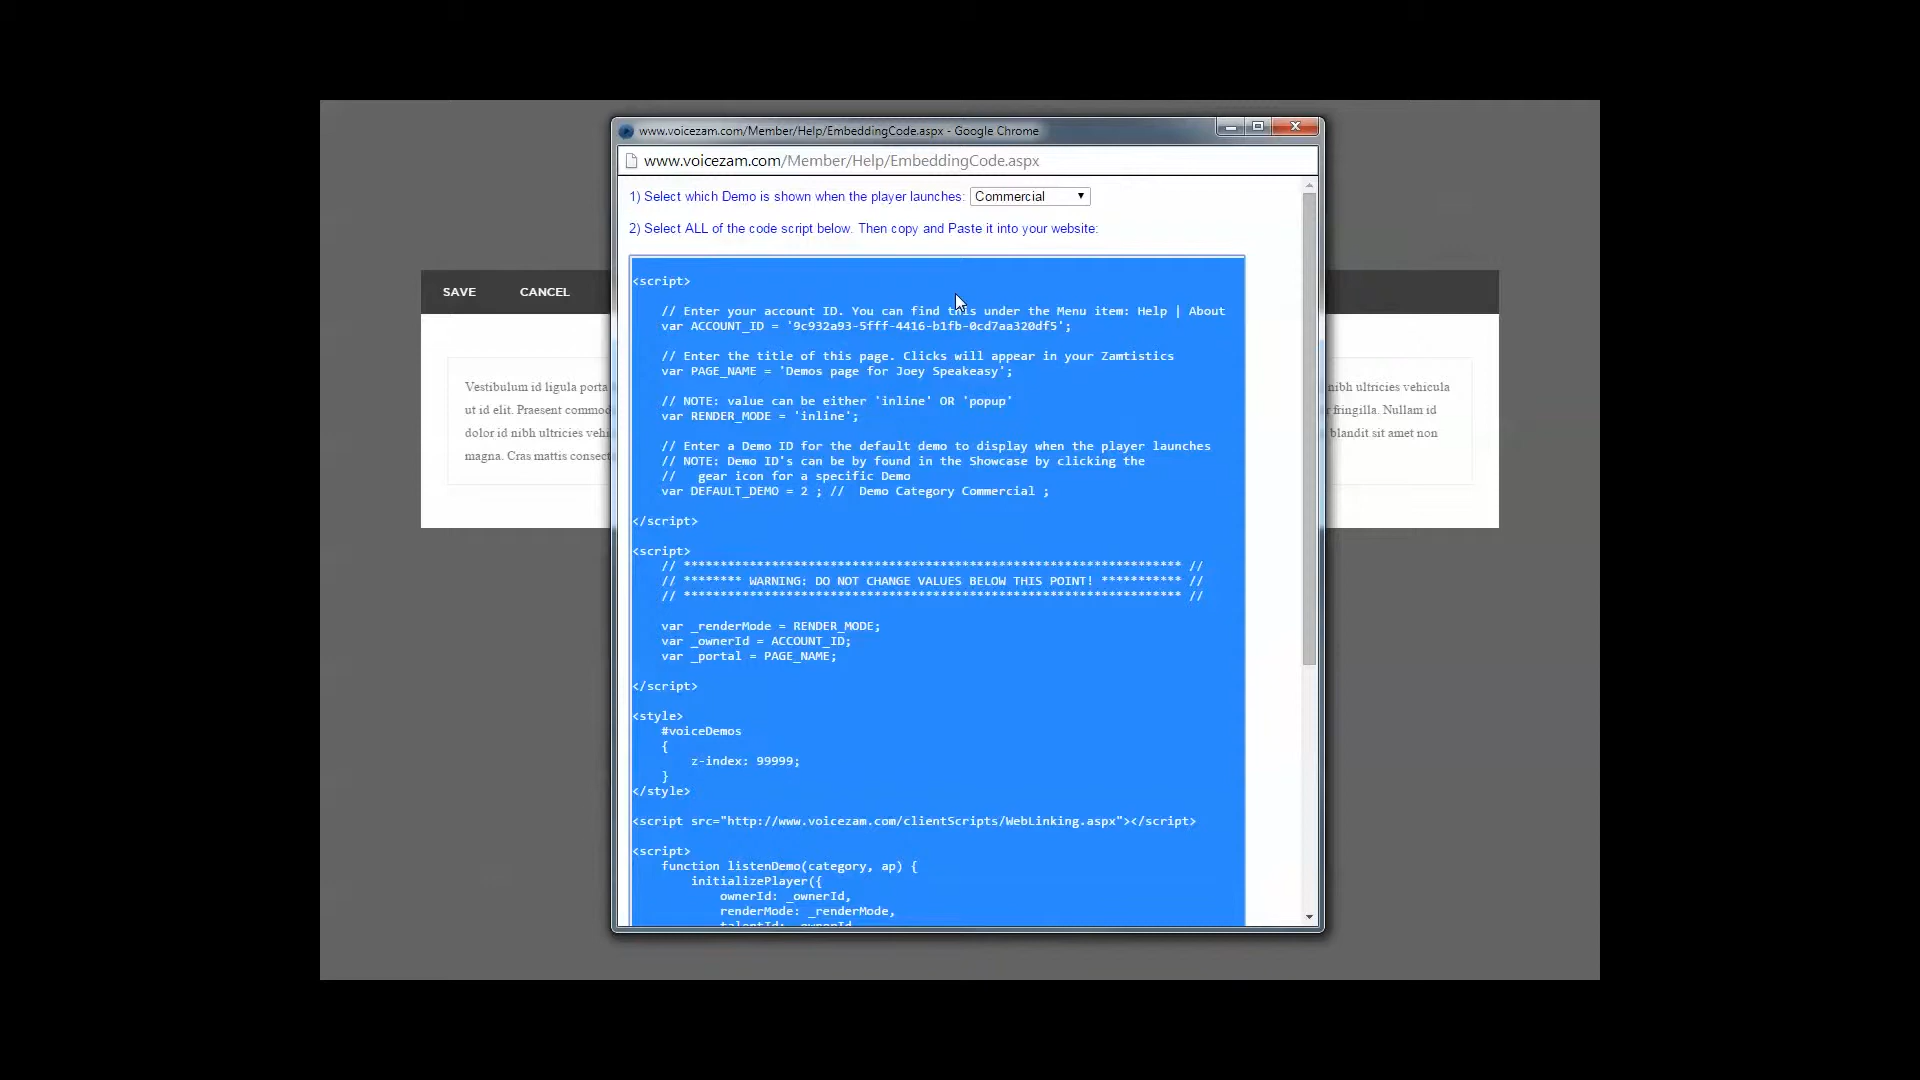 www.voicezam.com/Member/Help/EmbeddingCode.aspx - Google Chrome
www.voicezam.com/Member/Help/EmbeddingCode.aspx
1) Select which Demo is shown when the player launches: Commercial
2) Select ALL of the code script below. Then copy and Paste it into your website:
<script>
// Enter your account ID. You can find this under the Menu item: Help | About
var ACCOUNT_ID = '9c932a93-5fff-4416-b1fb-0cd7aa320df5';
// Enter the title of this page. Clicks will appear in your Zamtistics
var PAGE_NAME = 'Demos page for Joey Speakeasy';
// NOTE: value can be either 'inline' OR 'popup'
var RENDER_MODE = 'inline';
// Enter a Demo ID for the default demo to display when the player launches
// NOTE: Demo ID's can be by found in the Showcase by clicking the
//   gear icon for a specific Demo
var DEFAULT_DEMO = 2 ; //  Demo Category Commercial ;
</script>
<script>
// ******************************************************************** //
// ******** WARNING: DO NOT CHANGE VALUES BELOW THIS POINT! *********** //
// ******************************************************************** //
var _renderMode = RENDER_MODE;
var _ownerId = ACCOUNT_ID;
var _portal = PAGE_NAME;
</script>
<style>
#voiceDemos
{
z-index: 99999;
}
</style>
<script src="http://www.voicezam.com/clientScripts/WebLinking.aspx"></script>
<script>
function listenDemo(category, ap) {
initializePlayer({
ownerId: _ownerId,
renderMode: _renderMode,
talentId: _ownerId
SAVE CANCEL
Vestibulum id ligula porta
ut id elit. Praesent commod
dolor id nibh ultricies vehi
magna. Cras mattis consect
nibh ultricies vehicula
fringilla. Nullam id
blandit sit amet non